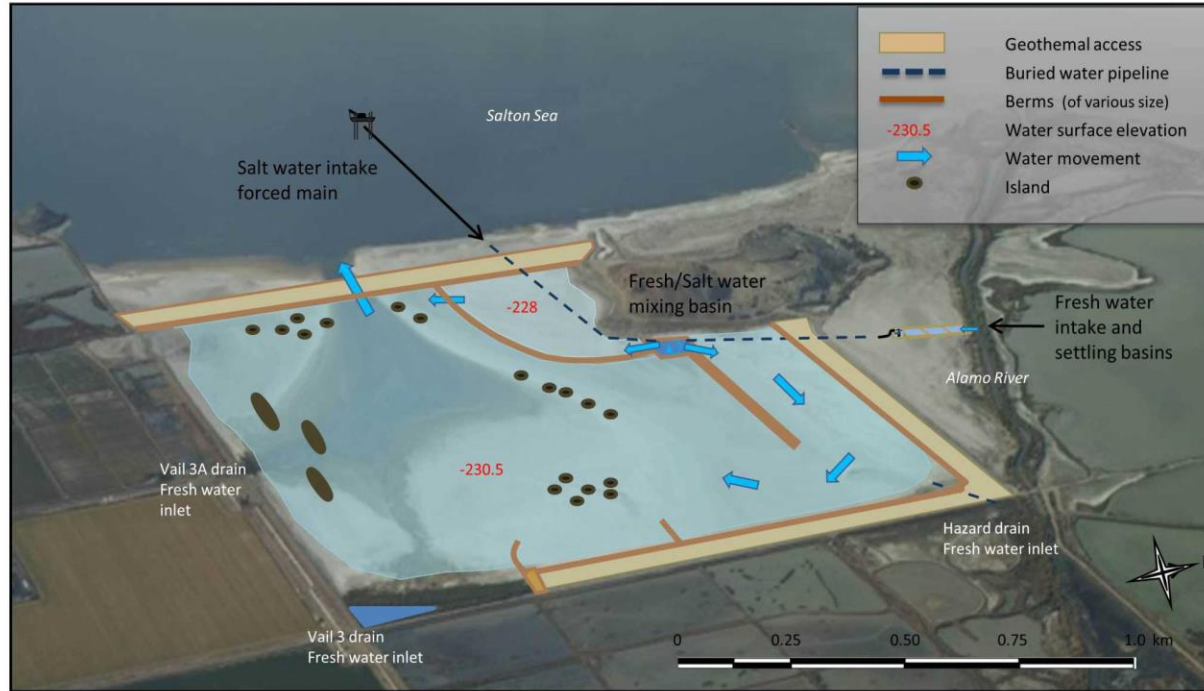 Geothemal access
Buried water pipeline
Berms (of various size)
-230.5
Water surface elevation
Water movement
Island
Salton Sea
Salt water intake
forced main
Fresh/Salt water
mixing basin
-228
Fresh water
intake and
settling basins
Alamo River
-230.5
Vail 3A drain
Fresh water
inlet
Hazard drain
Fresh water inlet
Vail 3 drain
Fresh water inlet
0 0.25 0.50 0.75 1.0 km